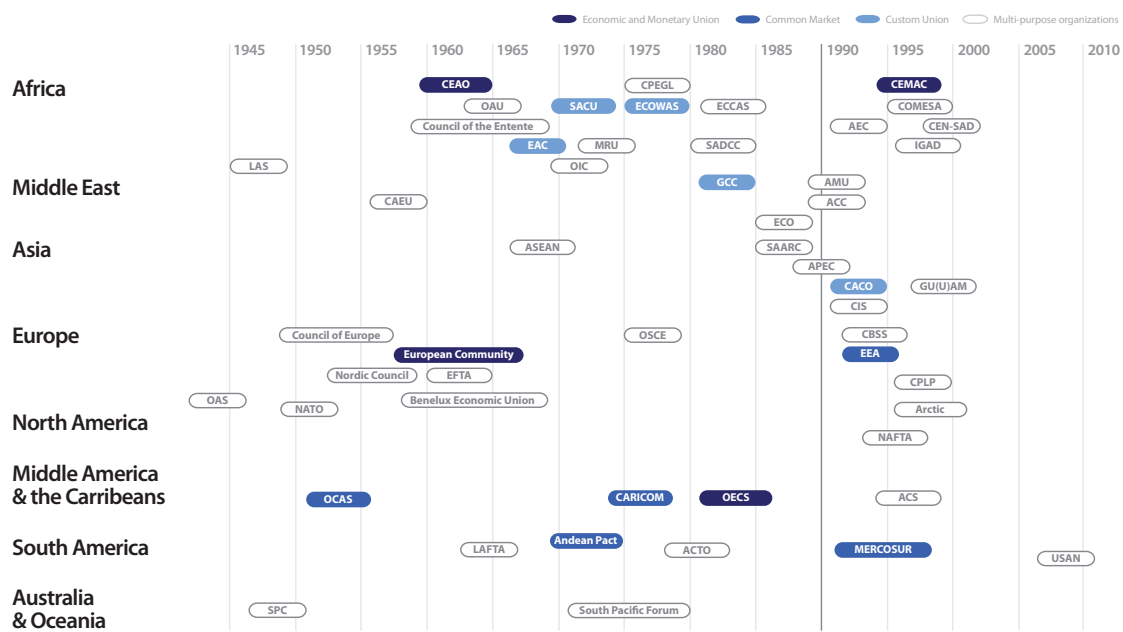 Economic and Monetary Union Common Market Custom Union Multi-purpose organizations
1945 1950 1955 1960 1965 1970 1975 1980 1985 1990 1995 2000 2005 2010
Africa
CEAO CPEGL CEMAC
OAU SACU ECOWAS ECCAS COMESA
Council of the Entente AEC CEN-SAD
EAC MRU SADCC IGAD
LAS OIC
Middle East
GCC AMU
CAEU ACC
ECO
Asia
ASEAN SAARC
APEC
CACO GU(U)AM
CIS
Europe
Council of Europe OSCE CBSS
European Community EEA
Nordic Council EFTA
CPLP
OAS Benelux Economic Union
NATO Arctic
North America
NAFTA
Middle America
& the Carribeans
OCAS CARICOM OECS ACS
South America
Andean Pact
LAFTA ACTO MERCOSUR
USAN
Australia
& Oceania
SPC South Pacific Forum